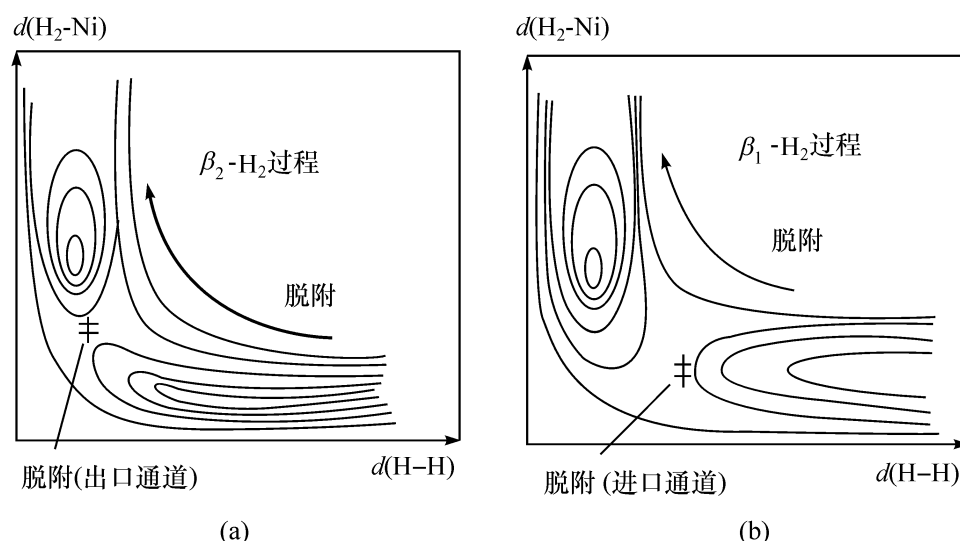 d(H₂-Ni)
β₂-H₂过程
脱附
‡
脱附(出口通道)
d(H–H)
(a)
d(H₂-Ni)
β₁-H₂过程
脱附
‡
脱附(进口通道)
d(H–H)
(b)